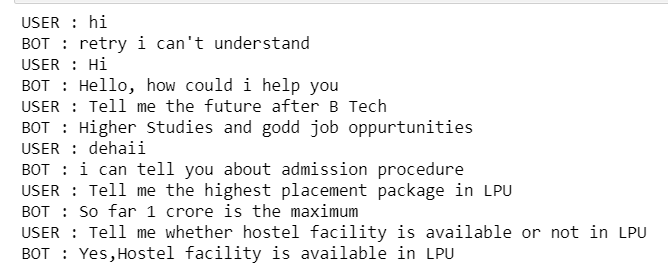 USER : hi
BOT : retry i can't understand
USER : Hi
BOT : Hello, how could i help you
USER : Tell me the future after B Tech
BOT : Higher Studies and godd job oppurtunities
USER : dehaii
BOT : i can tell you about admission procedure
USER : Tell me the highest placement package in LPU
BOT : So far 1 crore is the maximum
USER : Tell me whether hostel facility is available or not in LPU
BOT : Yes,Hostel facility is available in LPU